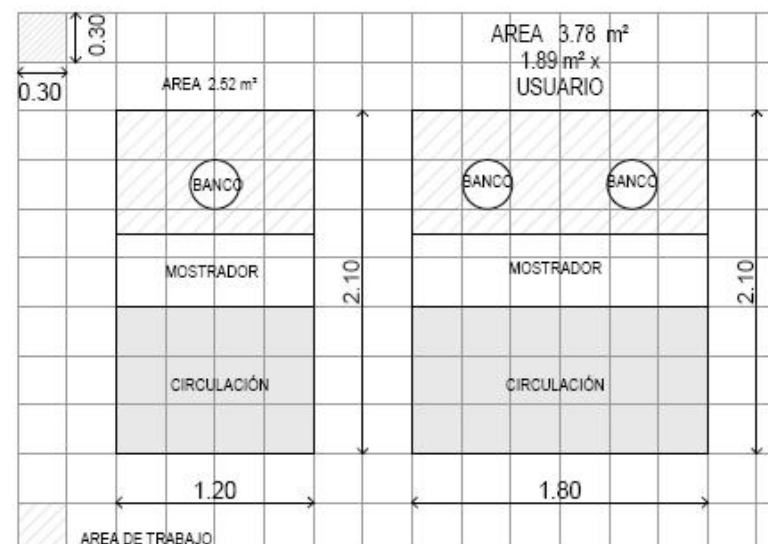 0.30
0.30
AREA 2.52 m²
AREA 3.78 m²
1.89 m² x
USUARIO
BANCO
BANCO
BANCO
MOSTRADOR
MOSTRADOR
2.10
2.10
CIRCULACIÓN
CIRCULACIÓN
1.20
1.80
AREA DE TRABAJO